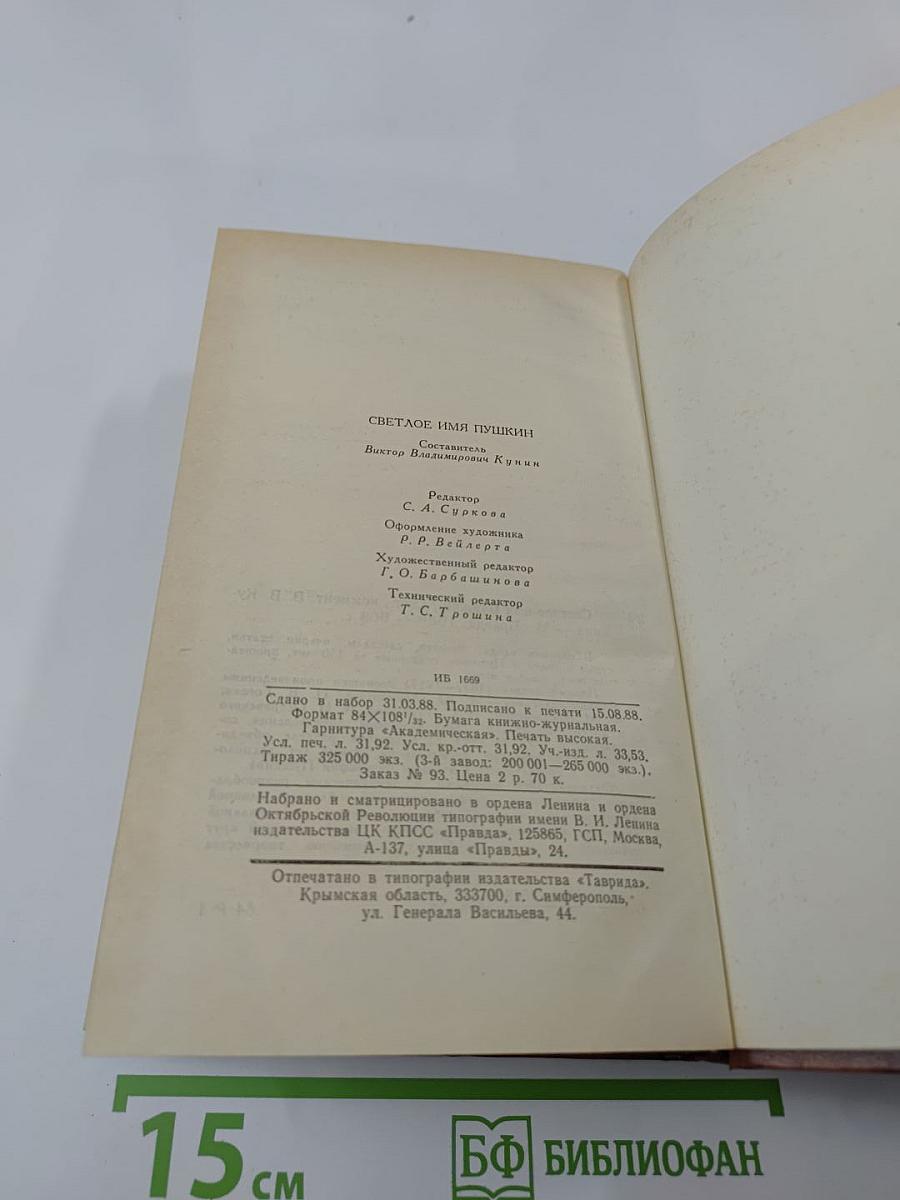 СВЕТЛОЕ ИМЯ ПУШКИН
Составитель
Виктор Владимирович Кунин
Редактор
С. А. Суркова
Оформление художника
Р. Р. Вейлерта
Художественный редактор
Г. О. Барбашинова
Технический редактор
Т. С. Трошина
ИБ 1669
Сдано в набор 31.03.88. Подписано к печати 15.08.88.
Формат 84×108¹/₃₂. Бумага книжно-журнальная.
Гарнитура «Академическая». Печать высокая.
Усл. печ. л. 31,92. Усл. кр.-отт. 31,92. Уч.-изд. л. 33,53.
Тираж 325 000 экз. (3-й завод: 200 001—265 000 экз.).
Заказ № 93. Цена 2 р. 70 к.
Набрано и сматрицировано в ордена Ленина и ордена
Октябрьской Революции типографии имени В. И. Ленина
издательства ЦК КПСС «Правда», 125865, ГСП, Москва,
А-137, улица «Правды», 24.
Отпечатано в типографии издательства «Таврида».
Крымская область, 333700, г. Симферополь,
ул. Генерала Васильева, 44.
15 см
БФ БИБЛИОФАН